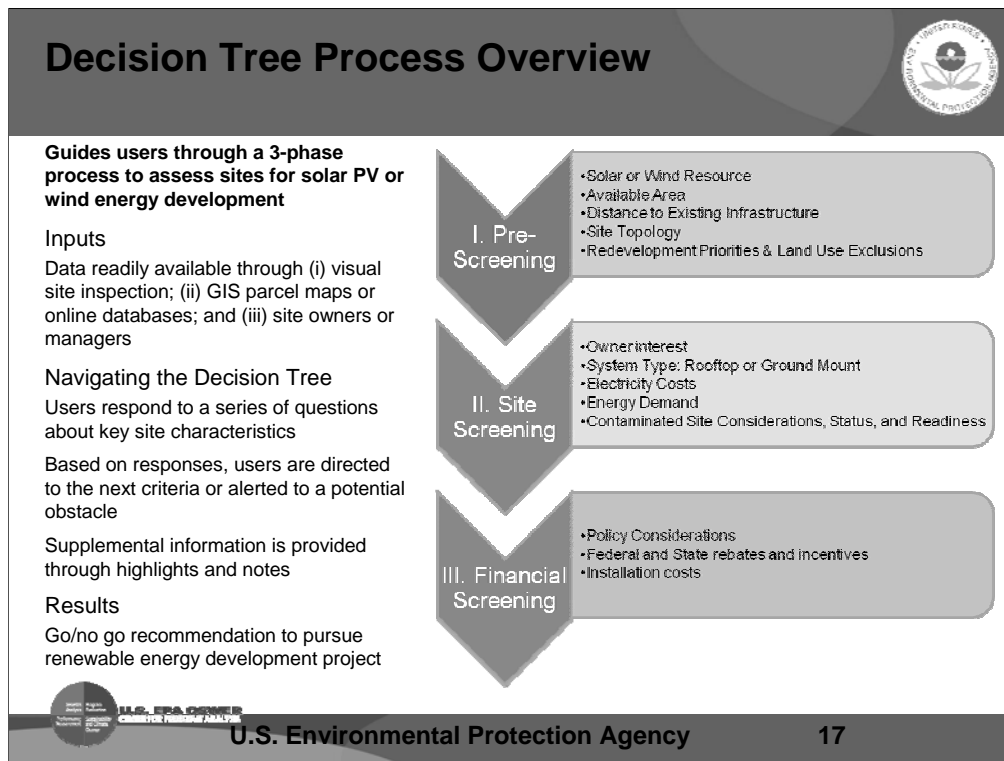 Decision Tree Process Overview
UNITED STATES
ENVIRONMENTAL PROTECTION AGENCY
Guides users through a 3-phase
process to assess sites for solar PV or
wind energy development
Inputs
Data readily available through (i) visual
site inspection; (ii) GIS parcel maps or
online databases; and (iii) site owners or
managers
Navigating the Decision Tree
Users respond to a series of questions
about key site characteristics
Based on responses, users are directed
to the next criteria or alerted to a potential
obstacle
Supplemental information is provided
through highlights and notes
Results
Go/no go recommendation to pursue
renewable energy development project
I. Pre-
Screening
•Solar or Wind Resource
•Available Area
•Distance to Existing Infrastructure
•Site Topology
•Redevelopment Priorities & Land Use Exclusions
II. Site
Screening
•Owner interest
•System Type: Rooftop or Ground Mount
•Electricity Costs
•Energy Demand
•Contaminated Site Considerations, Status, and Readiness
III. Financial
Screening
•Policy Considerations
•Federal and State rebates and incentives
•Installation costs
U.S. EPA OSWER
U.S. Environmental Protection Agency
17